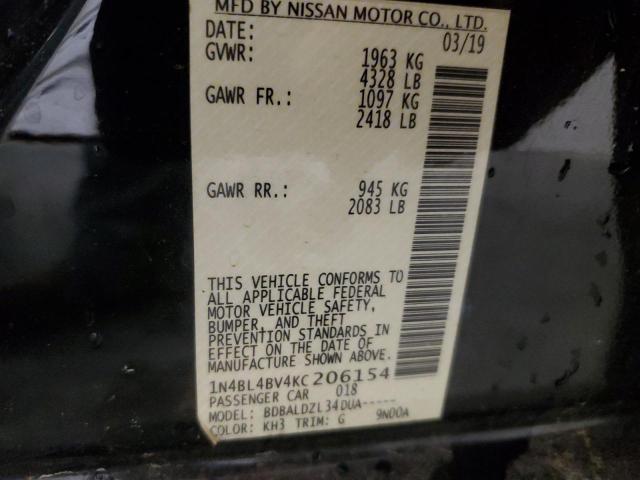 MFD BY NISSAN MOTOR CO., LTD.
DATE: 03/19
GVWR: 1963 KG
4328 LB
GAWR FR.: 1097 KG
2418 LB
GAWR RR.: 945 KG
2083 LB
THIS VEHICLE CONFORMS TO
ALL APPLICABLE FEDERAL
MOTOR VEHICLE SAFETY,
BUMPER, AND THEFT
PREVENTION STANDARDS IN
EFFECT ON THE DATE OF
MANUFACTURE SHOWN ABOVE.
1N4BL4BV4KC206154
PASSENGER CAR 018
MODEL: BDBALDZL34DUA-----
COLOR: KH3 TRIM: G 9N00A